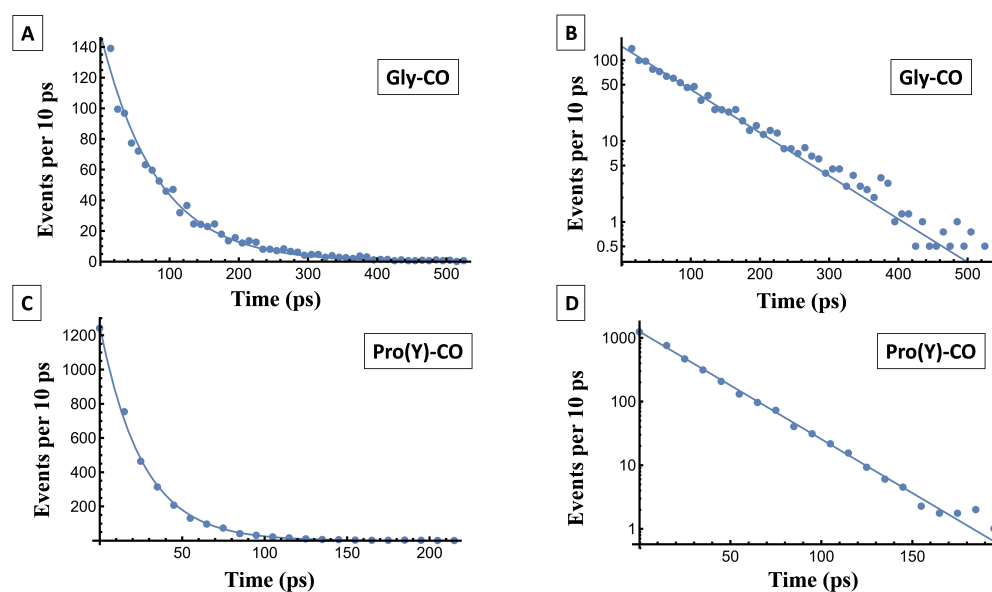 A
Gly-CO
Events per 10 ps
140
120
100
80
60
40
20
0
100 200 300 400 500
Time (ps)
B
Gly-CO
Events per 10 ps
100
50
10
5
1
0.5
100 200 300 400 500
Time (ps)
C
Pro(Y)-CO
Events per 10 ps
1200
1000
800
600
400
200
50 100 150 200
Time (ps)
D
Pro(Y)-CO
Events per 10 ps
1000
100
10
1
50 100 150
Time (ps)